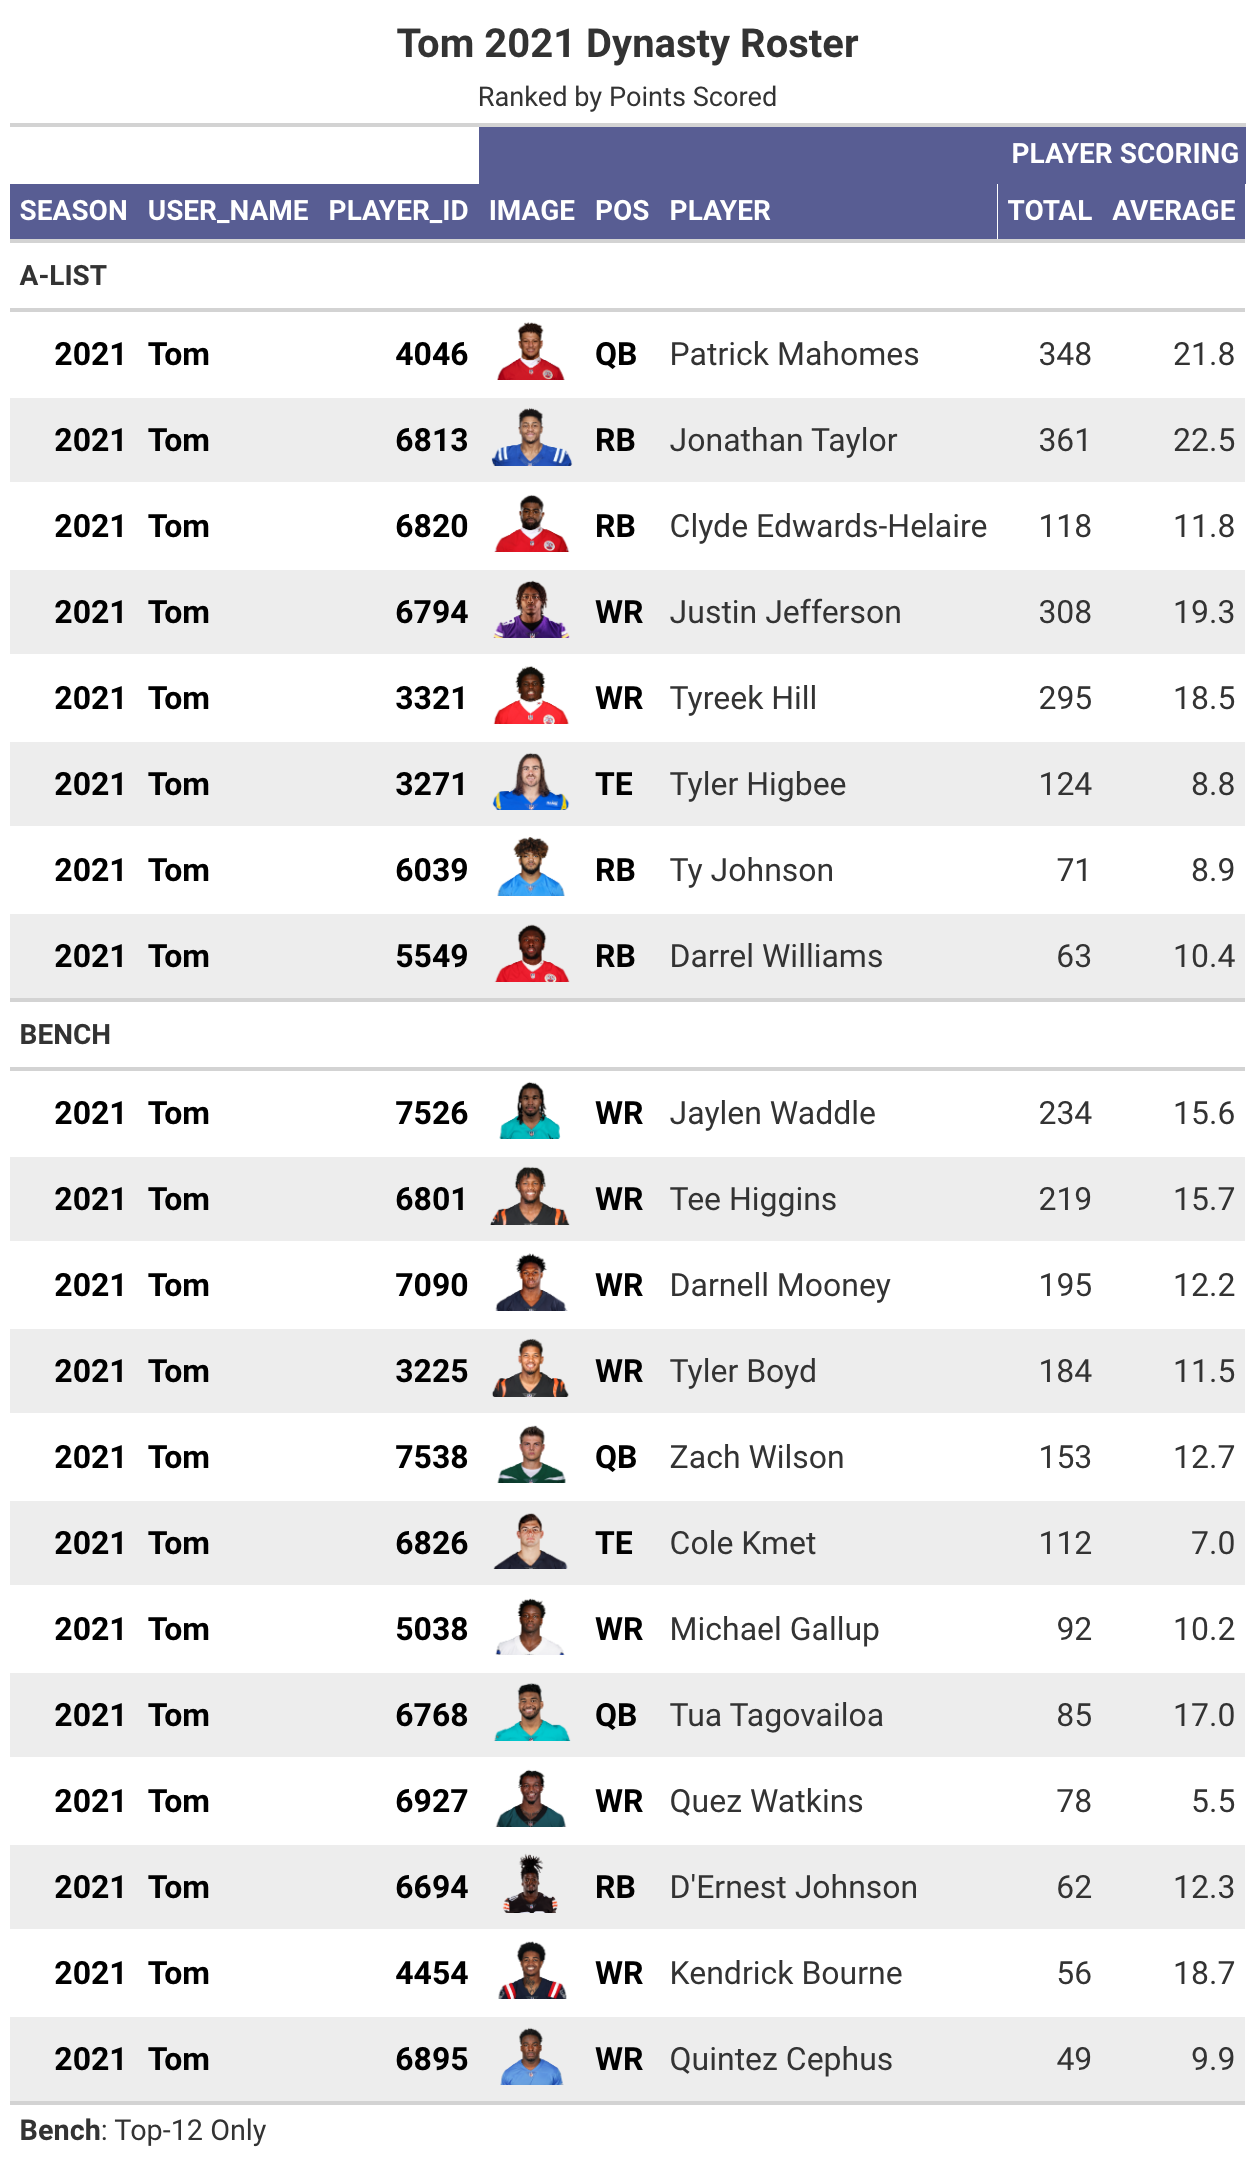 Tom 2021 Dynasty Roster
Ranked by Points Scored
PLAYER SCORING
SEASON USER_NAME PLAYER_ID IMAGE POS PLAYER TOTAL AVERAGE
A-LIST
2021 Tom 4046 QB Patrick Mahomes 348 21.8
2021 Tom 6813 RB Jonathan Taylor 361 22.5
2021 Tom 6820 RB Clyde Edwards-Helaire 118 11.8
2021 Tom 6794 WR Justin Jefferson 308 19.3
2021 Tom 3321 WR Tyreek Hill 295 18.5
2021 Tom 3271 TE Tyler Higbee 124 8.8
2021 Tom 6039 RB Ty Johnson 71 8.9
2021 Tom 5549 RB Darrel Williams 63 10.4
BENCH
2021 Tom 7526 WR Jaylen Waddle 234 15.6
2021 Tom 6801 WR Tee Higgins 219 15.7
2021 Tom 7090 WR Darnell Mooney 195 12.2
2021 Tom 3225 WR Tyler Boyd 184 11.5
2021 Tom 7538 QB Zach Wilson 153 12.7
2021 Tom 6826 TE Cole Kmet 112 7.0
2021 Tom 5038 WR Michael Gallup 92 10.2
2021 Tom 6768 QB Tua Tagovailoa 85 17.0
2021 Tom 6927 WR Quez Watkins 78 5.5
2021 Tom 6694 RB D'Ernest Johnson 62 12.3
2021 Tom 4454 WR Kendrick Bourne 56 18.7
2021 Tom 6895 WR Quintez Cephus 49 9.9
Bench: Top-12 Only